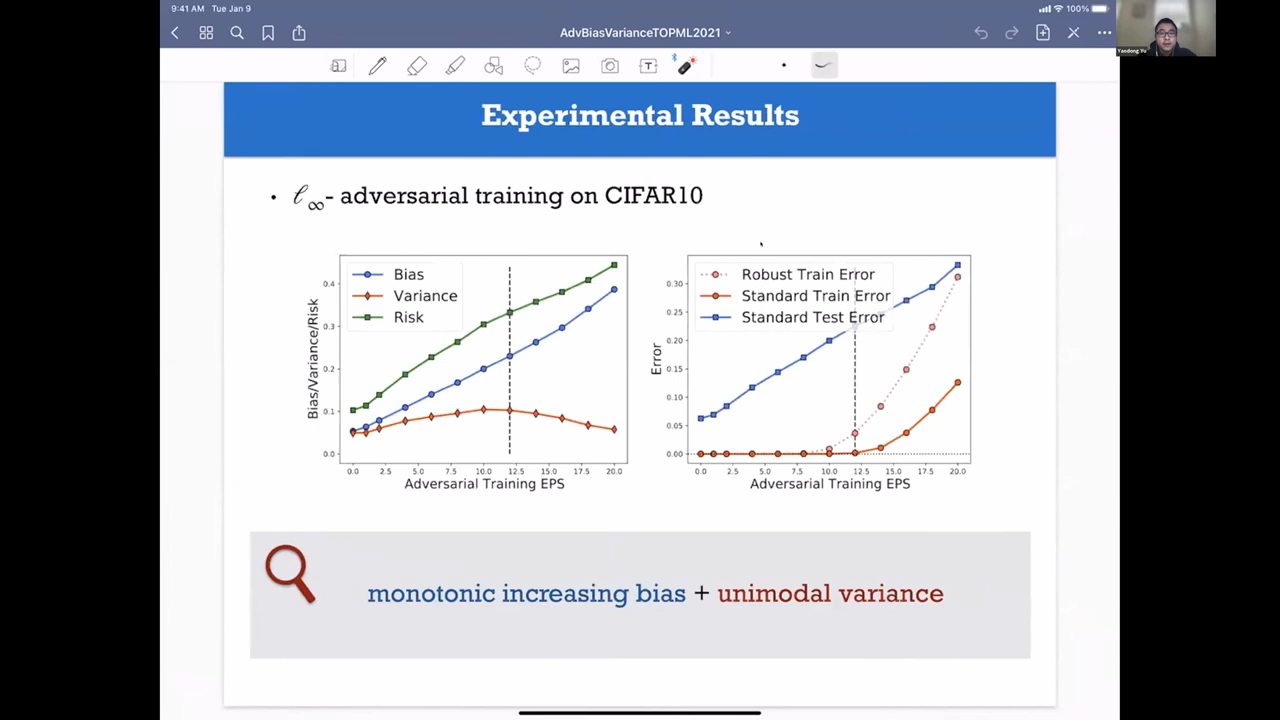 9:41 AM Tue Jan 9
100%
AdvBiasVarianceTOPML2021
Yaodong Yu
Experimental Results
• ℓ∞- adversarial training on CIFAR10
Bias
Variance
Risk
Bias/Variance/Risk
0.4
0.3
0.2
0.1
0.0
0.0 2.5 5.0 7.5 10.0 12.5 15.0 17.5 20.0
Adversarial Training EPS
Robust Train Error
Standard Train Error
Standard Test Error
Error
0.30
0.25
0.20
0.15
0.10
0.05
0.00
0.0 2.5 5.0 7.5 10.0 12.5 15.0 17.5 20.0
Adversarial Training EPS
monotonic increasing bias + unimodal variance